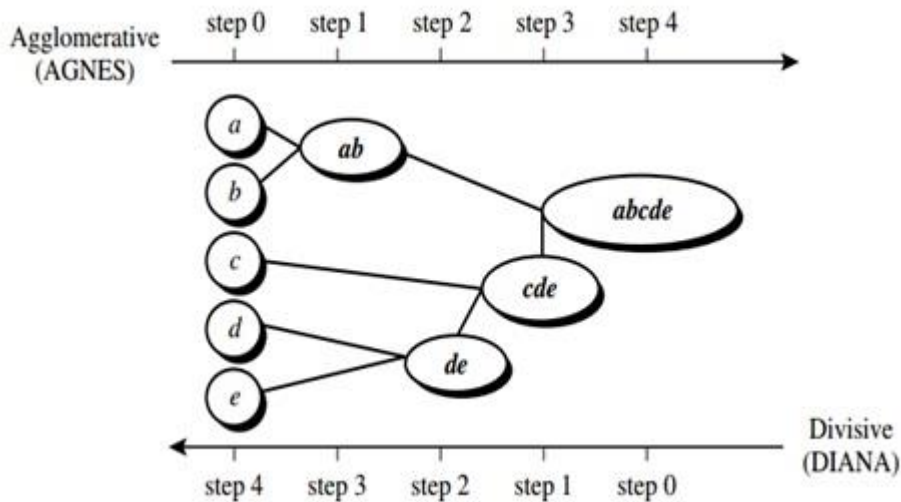 step 0 step 1 step 2 step 3 step 4
Agglomerative
(AGNES)
a
ab
b
abcde
c
cde
d
de
e
Divisive
(DIANA)
step 4 step 3 step 2 step 1 step 0